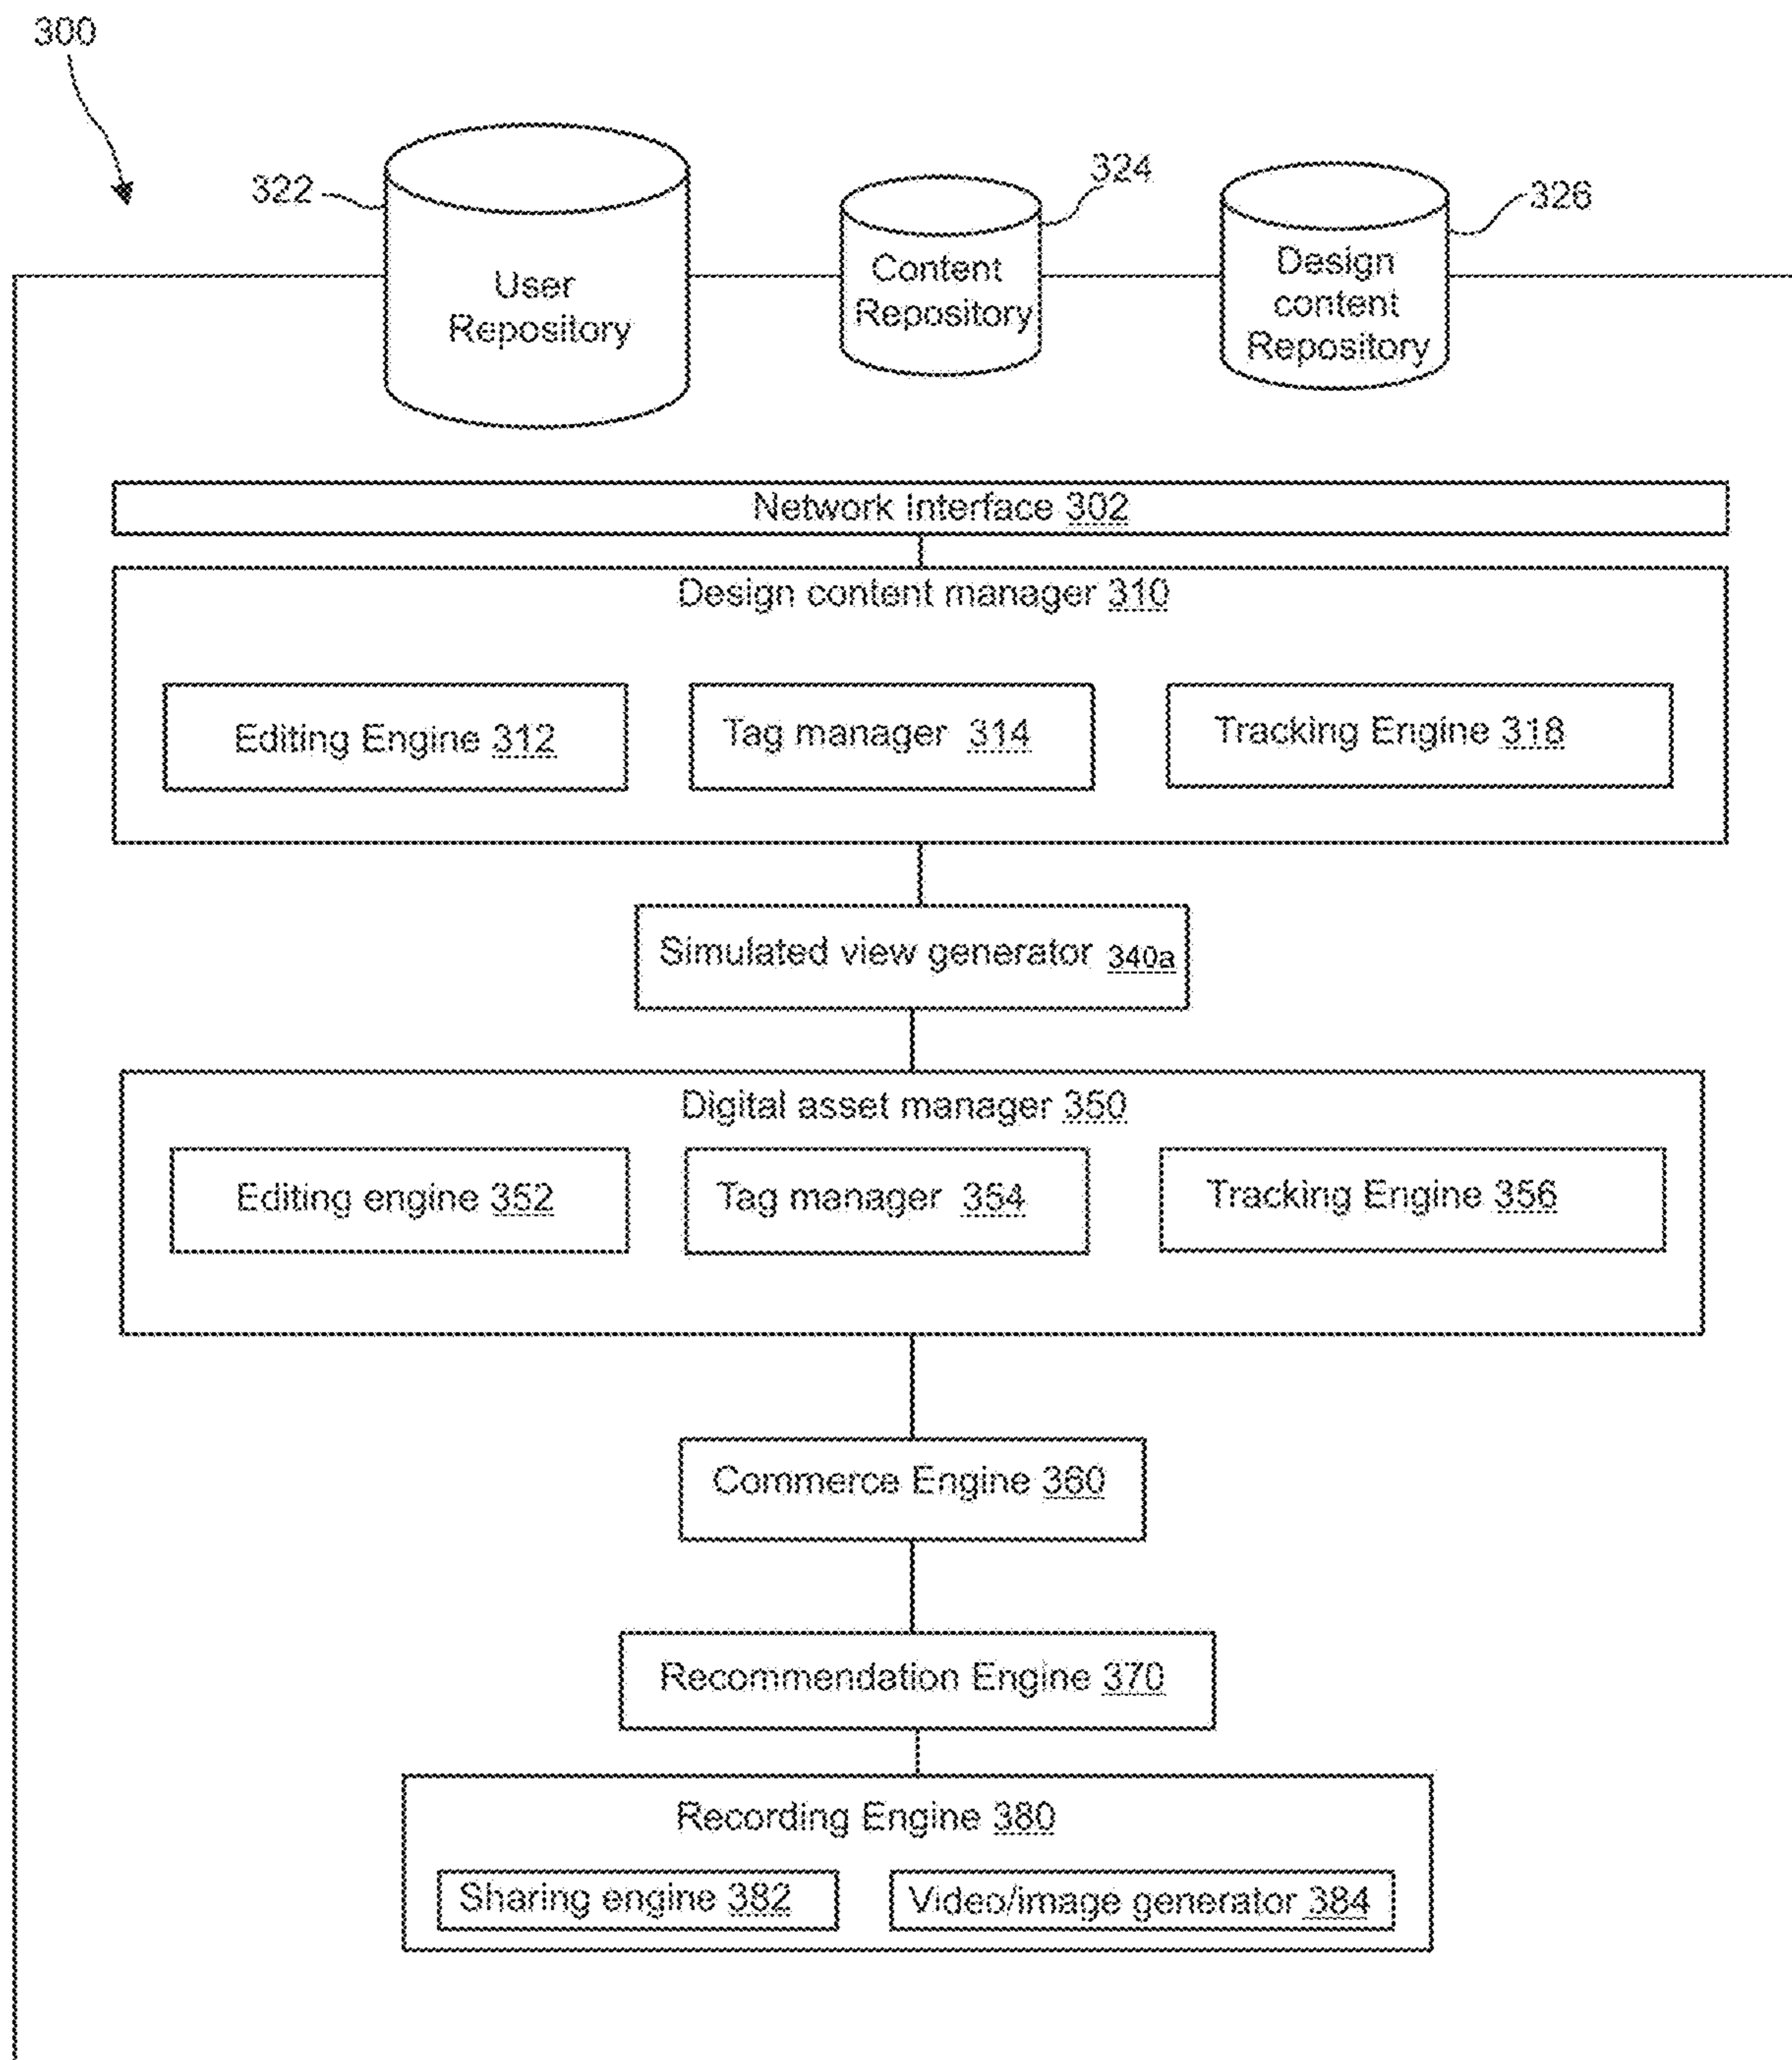 300
322
324
326
User
Repository
Content
Repository
Design
content
Repository
Network Interface 302
Design content manager 310
Editing Engine 312
Tag manager 314
Tracking Engine 318
Simulated view generator 340a
Digital asset manager 350
Editing engine 352
Tag manager 354
Tracking Engine 356
Commerce Engine 360
Recommendation Engine 370
Recording Engine 380
Sharing engine 382
Video/image generator 384